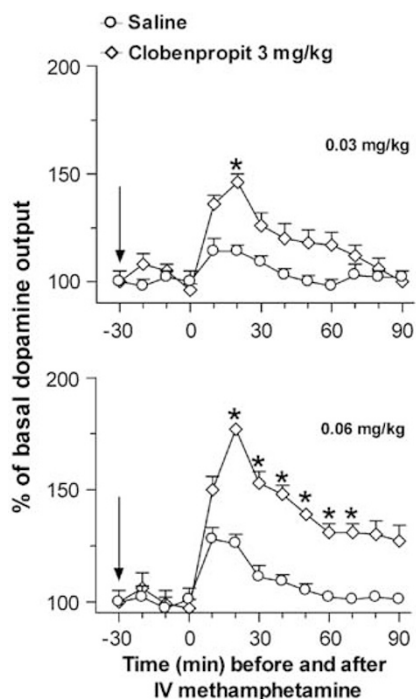 Saline
Clobenpropit 3 mg/kg
200
0.03 mg/kg
150
*
100
-30 0 30 60 90
% of basal dopamine output
200
0.06 mg/kg
*
* * * * *
150
100
-30 0 30 60 90
Time (min) before and after
IV methamphetamine